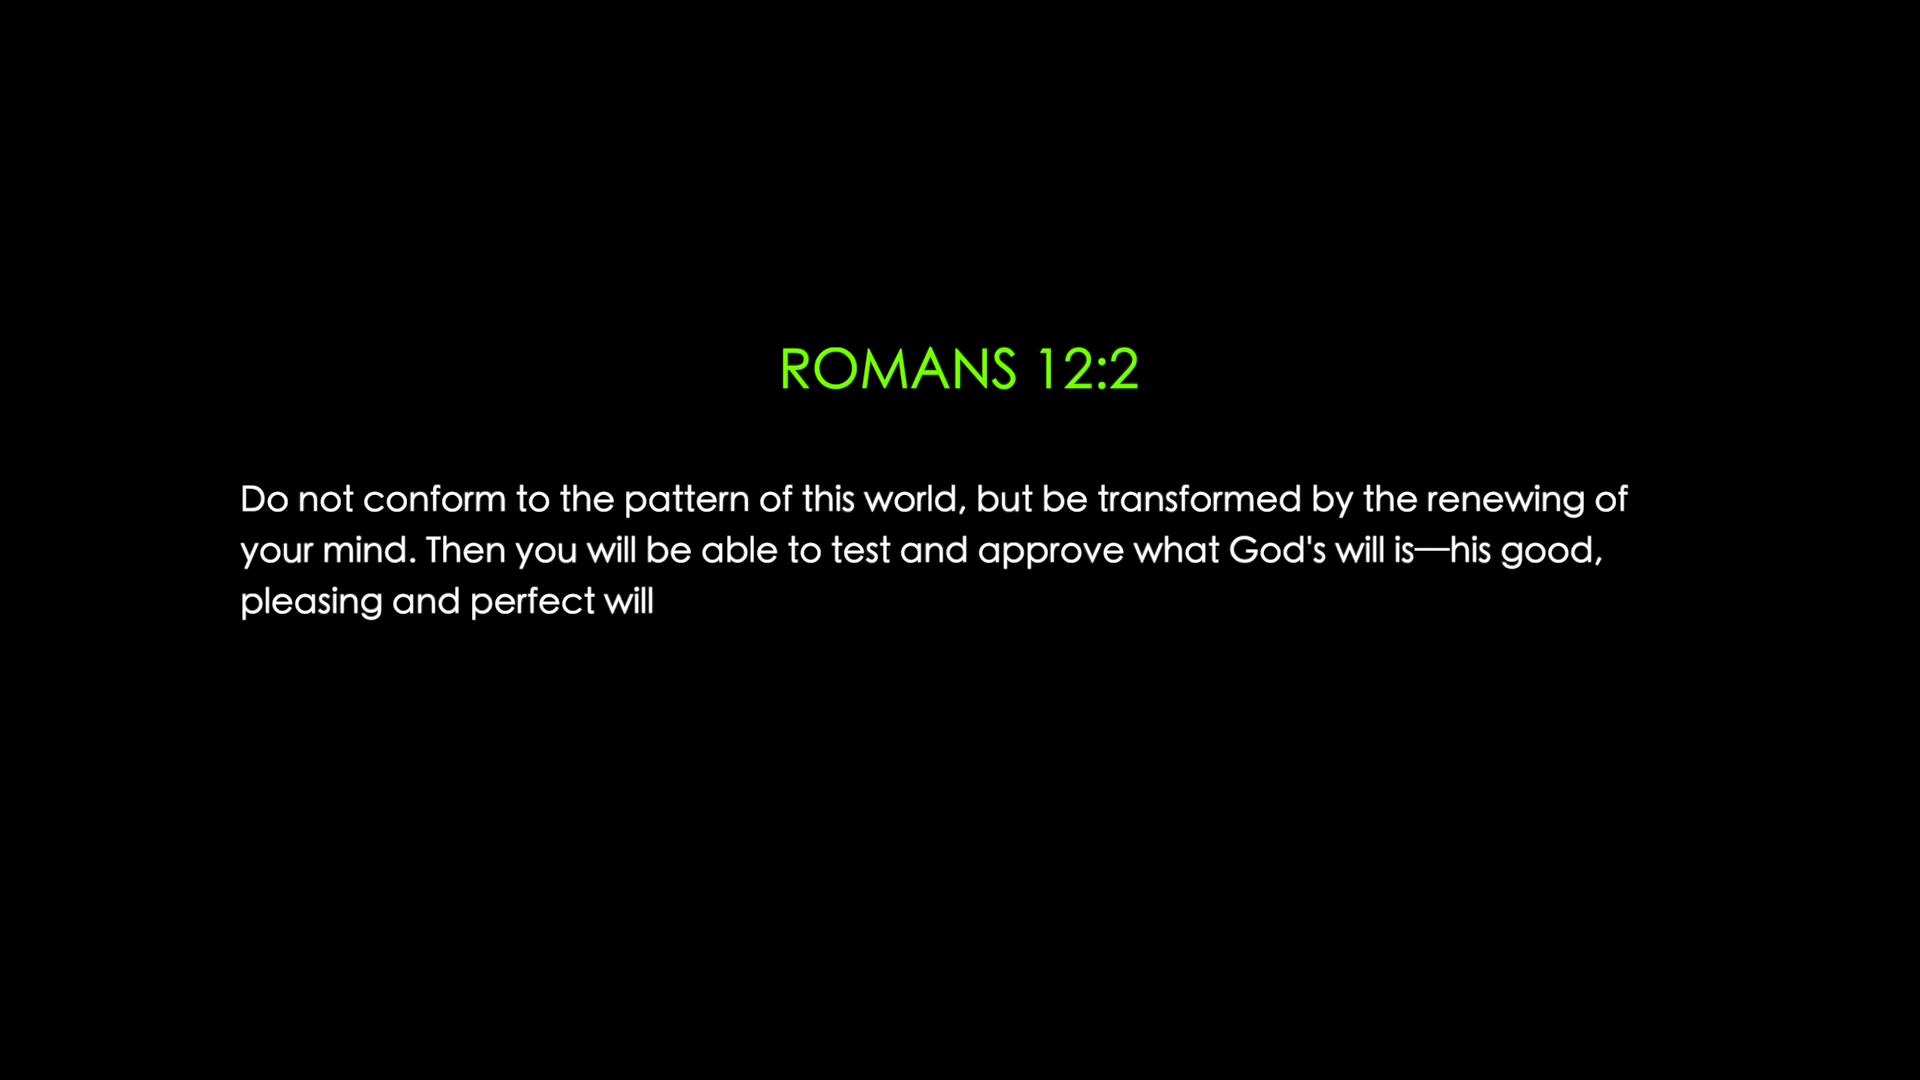 ROMANS 12:2
Do not conform to the pattern of this world, but be transformed by the renewing of
your mind. Then you will be able to test and approve what God's will is—his good,
pleasing and perfect will